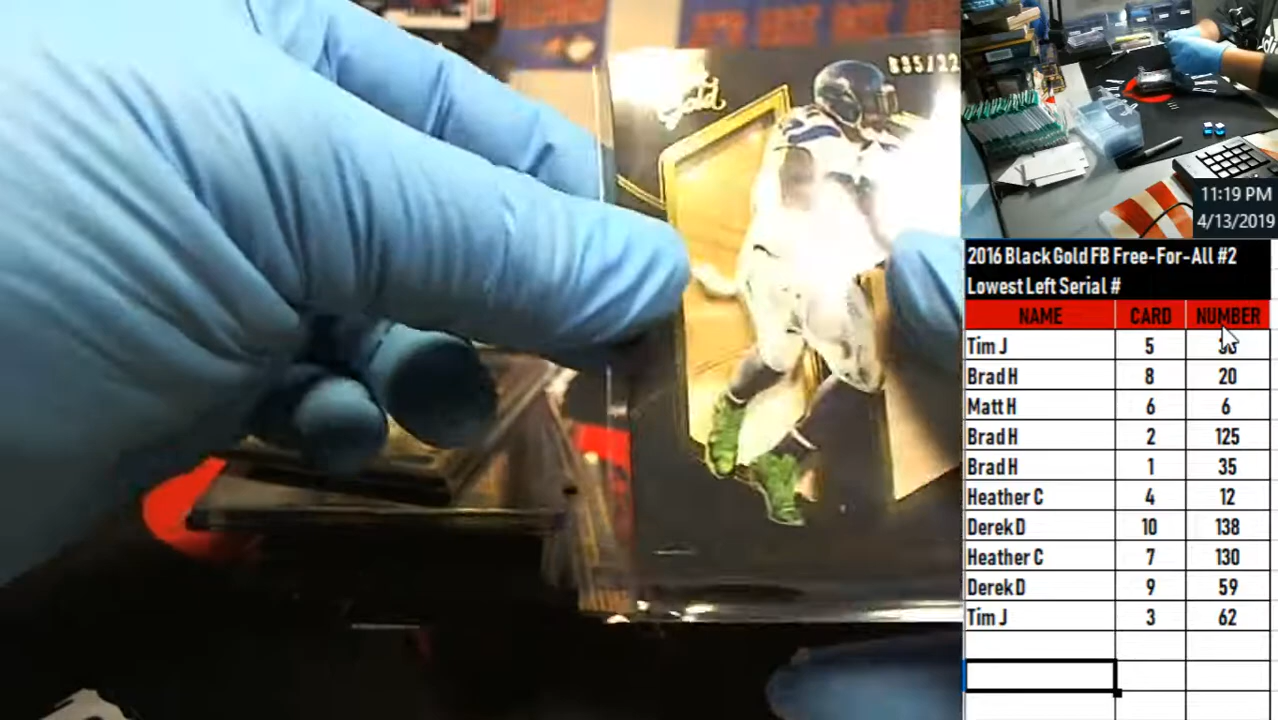 Gold
11:19 PM
4/13/2019
2016 Black Gold FB Free-For-All #2
Lowest Left Serial #
NAME CARD NUMBER
Tim J 5
Brad H 8 20
Matt H 6 6
Brad H 2 125
Brad H 1 35
Heather C 4 12
Derek D 10 138
Heather C 7 130
Derek D 9 59
Tim J 3 62